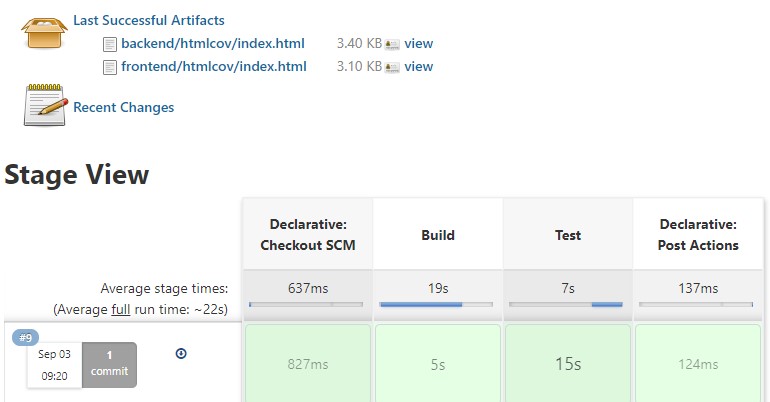 Last Successful Artifacts
backend/htmlcov/index.html 3.40 KB view
frontend/htmlcov/index.html 3.10 KB view
Recent Changes
Stage View
Declarative: Checkout SCM Build Test Declarative: Post Actions
Average stage times: 637ms 19s 7s 137ms
(Average full run time: ~22s)
#9
Sep 03 1
09:20 commit
827ms 5s 15s 124ms